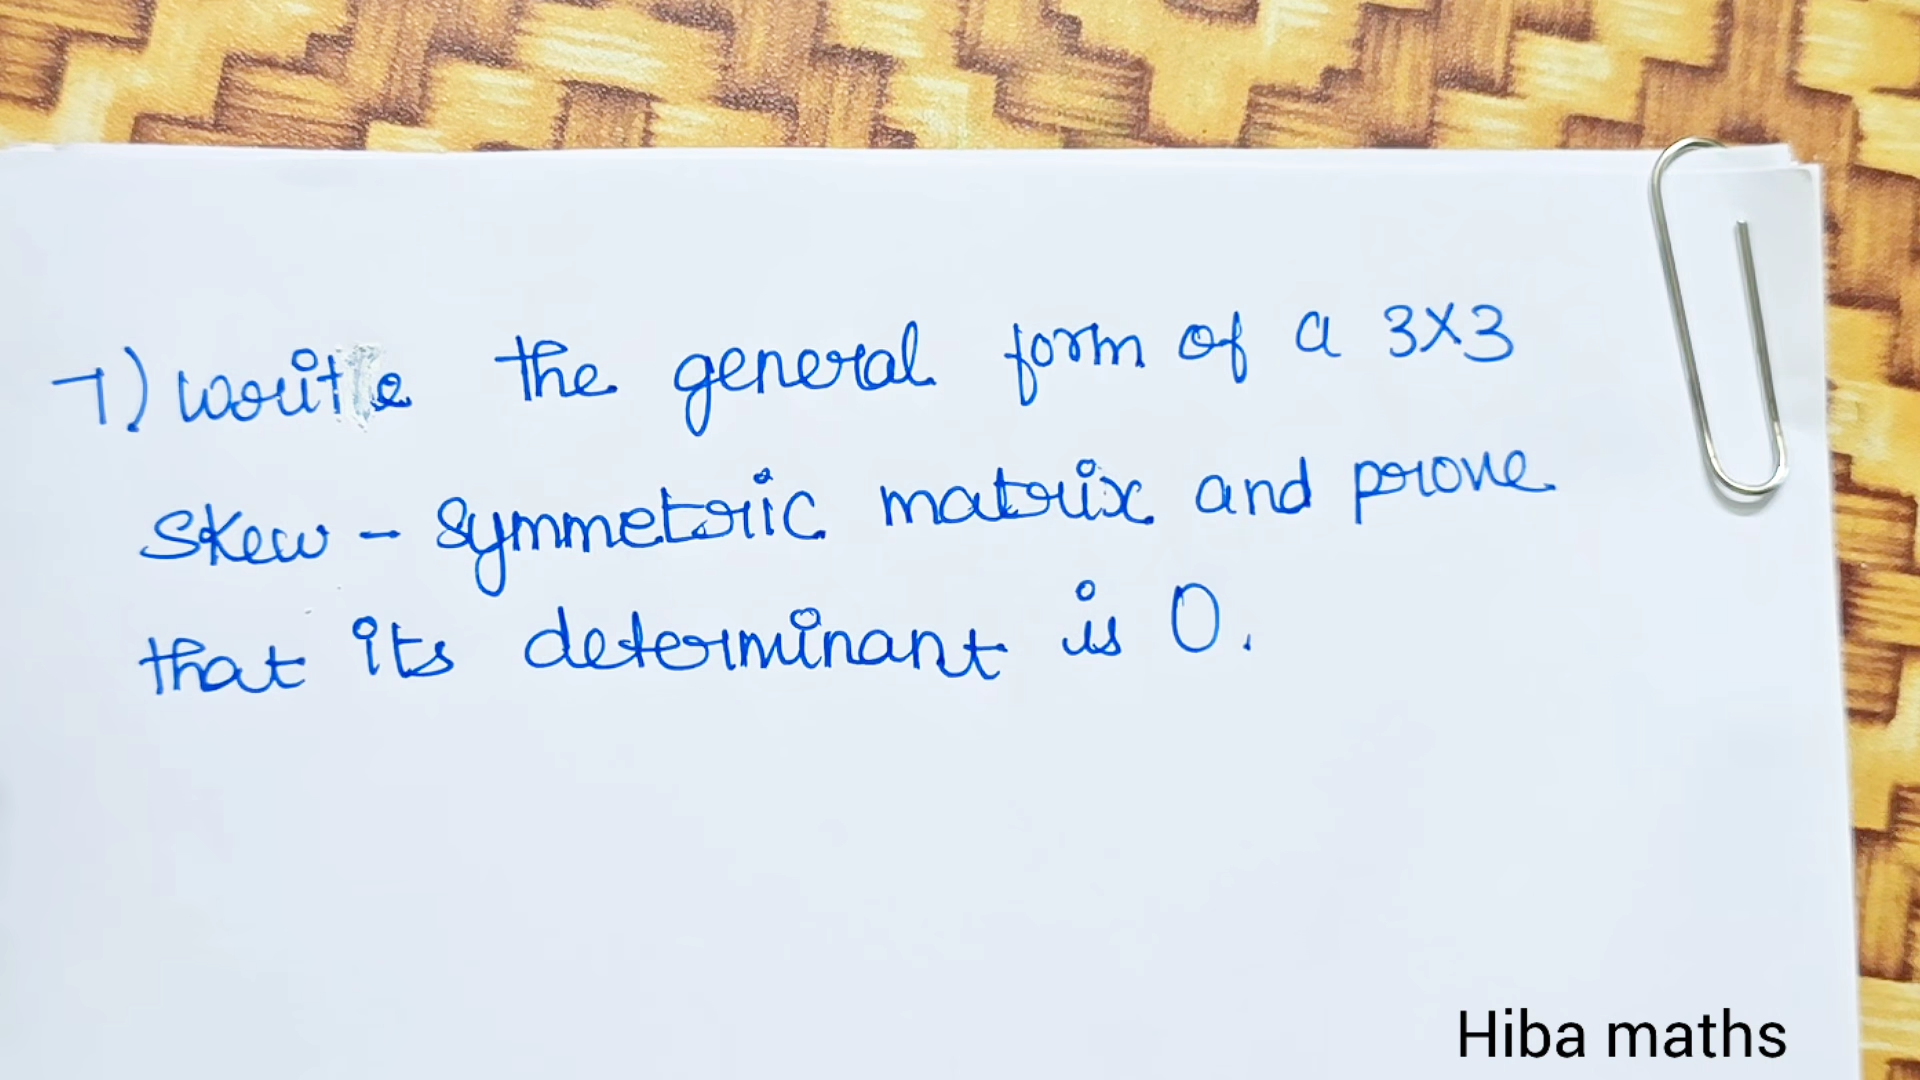 7) Write the general form of a 3×3
skew - symmetric matrix and prove
that its determinant is 0.
Hiba maths